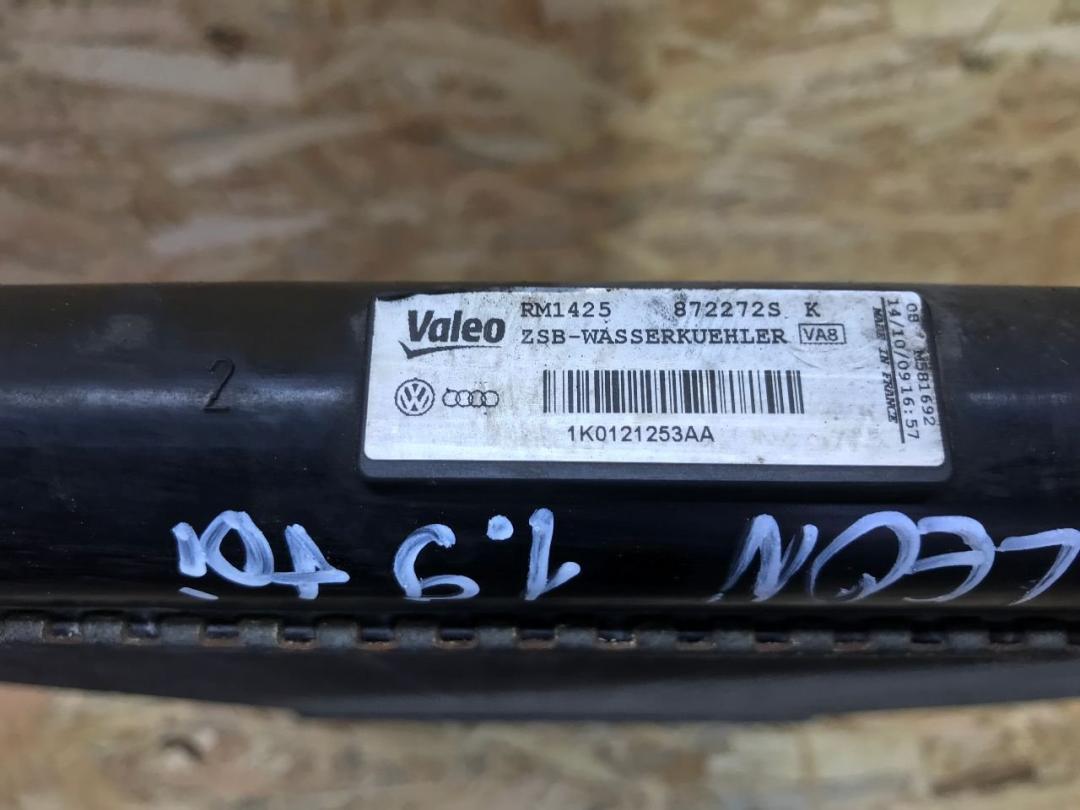 Valeo
RM1425 872272S K
ZSB-WASSERKUEHLER VA8
1K0121253AA
MADE IN FRANCE
14/10/09 16:57
08 / M581692
2
LEON 1.9 TDi